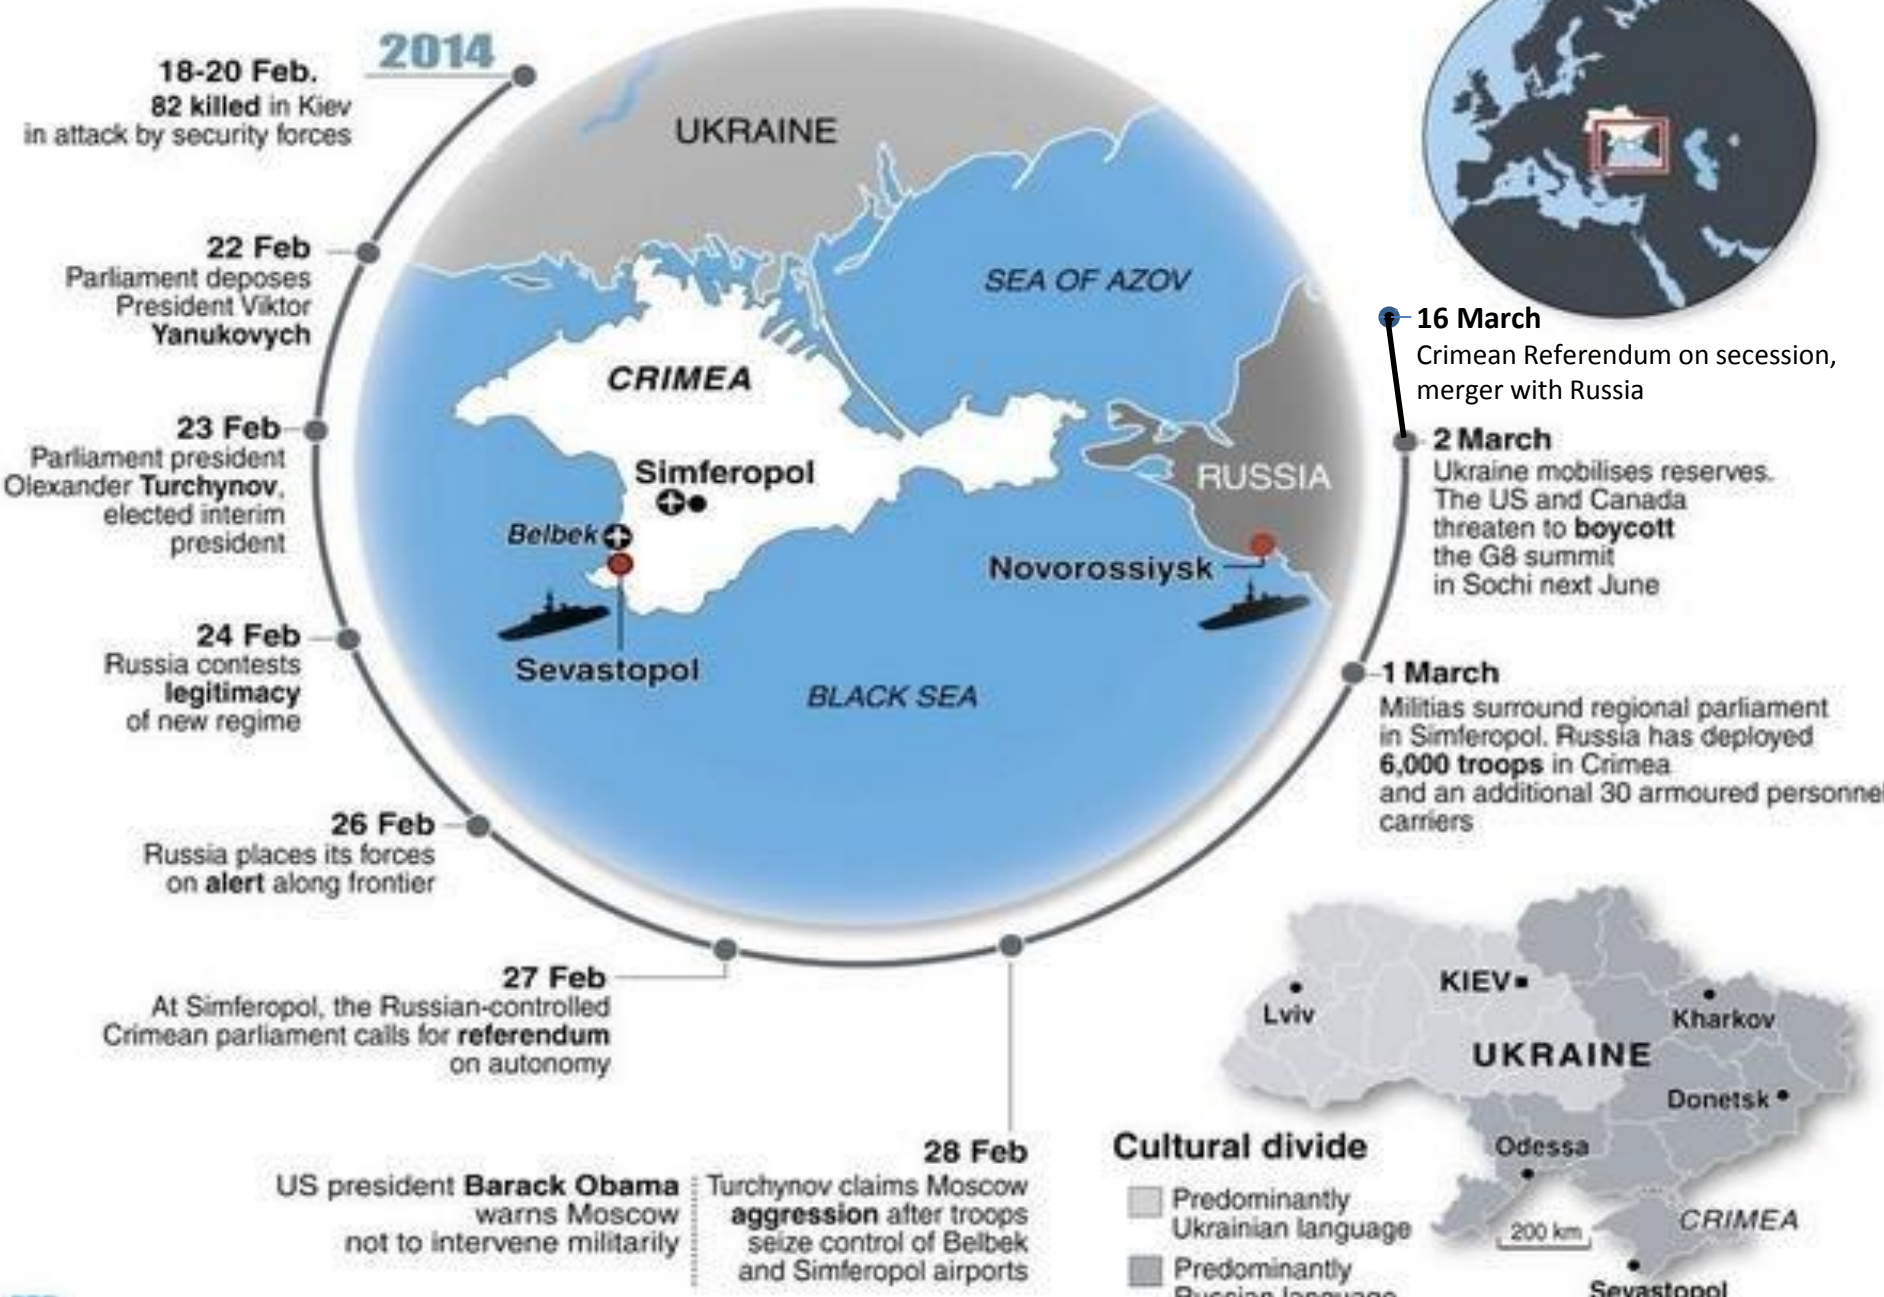 2014
18-20 Feb.
82 killed in Kiev
in attack by security forces
22 Feb
Parliament deposes
President Viktor
Yanukovych
23 Feb
Parliament president
Olexander Turchynov,
elected interim
president
24 Feb
Russia contests
legitimacy
of new regime
26 Feb
Russia places its forces
on alert along frontier
27 Feb
At Simferopol, the Russian-controlled
Crimean parliament calls for referendum
on autonomy
28 Feb
US president Barack Obama
warns Moscow
not to intervene militarily
Turchynov claims Moscow
aggression after troops
seize control of Belbek
and Simferopol airports
1 March
Militias surround regional parliament
in Simferopol. Russia has deployed
6,000 troops in Crimea
and an additional 30 armoured personnel
carriers
2 March
Ukraine mobilises reserves.
The US and Canada
threaten to boycott
the G8 summit
in Sochi next June
16 March
Crimean Referendum on secession,
merger with Russia
UKRAINE
SEA OF AZOV
CRIMEA
Simferopol
Belbek
Sevastopol
RUSSIA
Novorossiysk
BLACK SEA
Cultural divide
Predominantly
Ukrainian language
Predominantly
Russian language
KIEV
Lviv
Kharkov
UKRAINE
Donetsk
Odessa
CRIMEA
200 km
Sevastopol